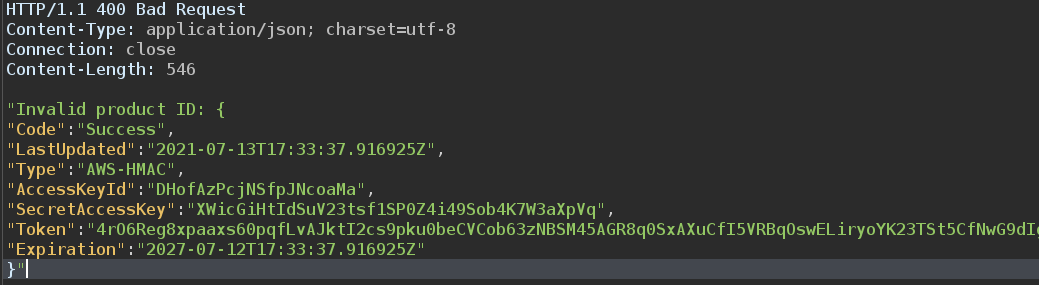 HTTP/1.1 400 Bad Request
Content-Type: application/json; charset=utf-8
Connection: close
Content-Length: 546
"Invalid product ID: {
"Code":"Success",
"LastUpdated":"2021-07-13T17:33:37.916925Z",
"Type":"AWS-HMAC",
"AccessKeyId":"DHofAzPcjNSfpJNcoaMa",
"SecretAccessKey":"XWicGiHtIdSuV23tsf1SP0Z4i49Sob4K7W3aXpVq",
"Token":"4rO6Reg8xpaaxs60pqfLvAJktI2cs9pku0beCVCob63zNBSM45AGR8q0SxAXuCfI5VRBqOswELiryoYK23TSt5CfNwG9dI
"Expiration":"2027-07-12T17:33:37.916925Z"
}"